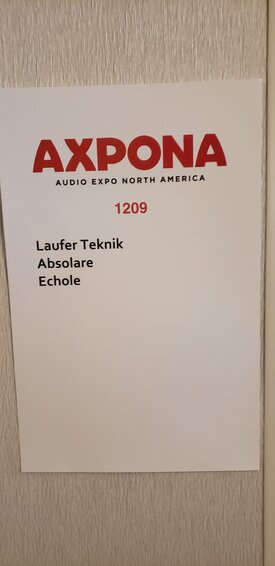 AXPONA
AUDIO EXPO NORTH AMERICA
1209
Laufer Teknik
Absolare
Echole